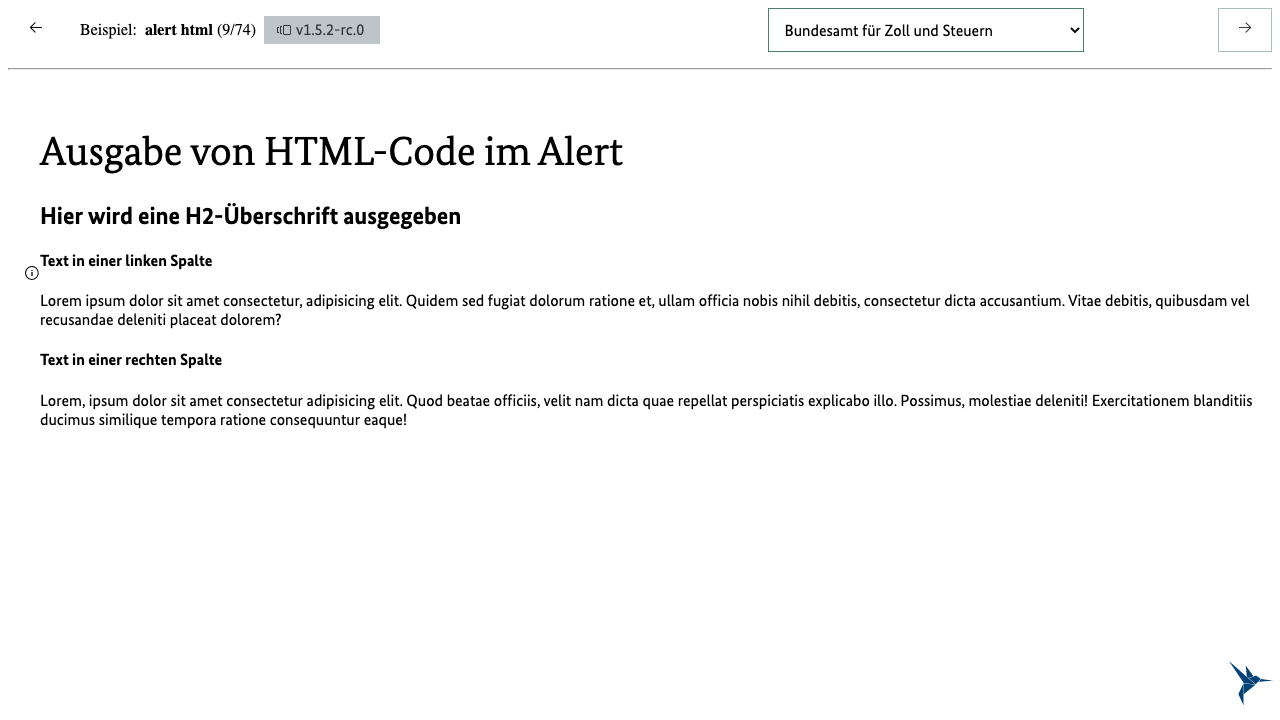 Beispiel: alert html (9/74) v1.5.2-rc.0 Bundesamt für Zoll und Steuern
Ausgabe von HTML-Code im Alert
Hier wird eine H2-Überschrift ausgegeben
Text in einer linken Spalte
Lorem ipsum dolor sit amet consectetur, adipisicing elit. Quidem sed fugiat dolorum ratione et, ullam officia nobis nihil debitis, consectetur dicta accusantium. Vitae debitis, quibusdam vel
recusandae deleniti placeat dolorem?
Text in einer rechten Spalte
Lorem, ipsum dolor sit amet consectetur adipisicing elit. Quod beatae officiis, velit nam dicta quae repellat perspiciatis explicabo illo. Possimus, molestiae deleniti! Exercitationem blanditiis
ducimus similique tempora ratione consequuntur eaque!